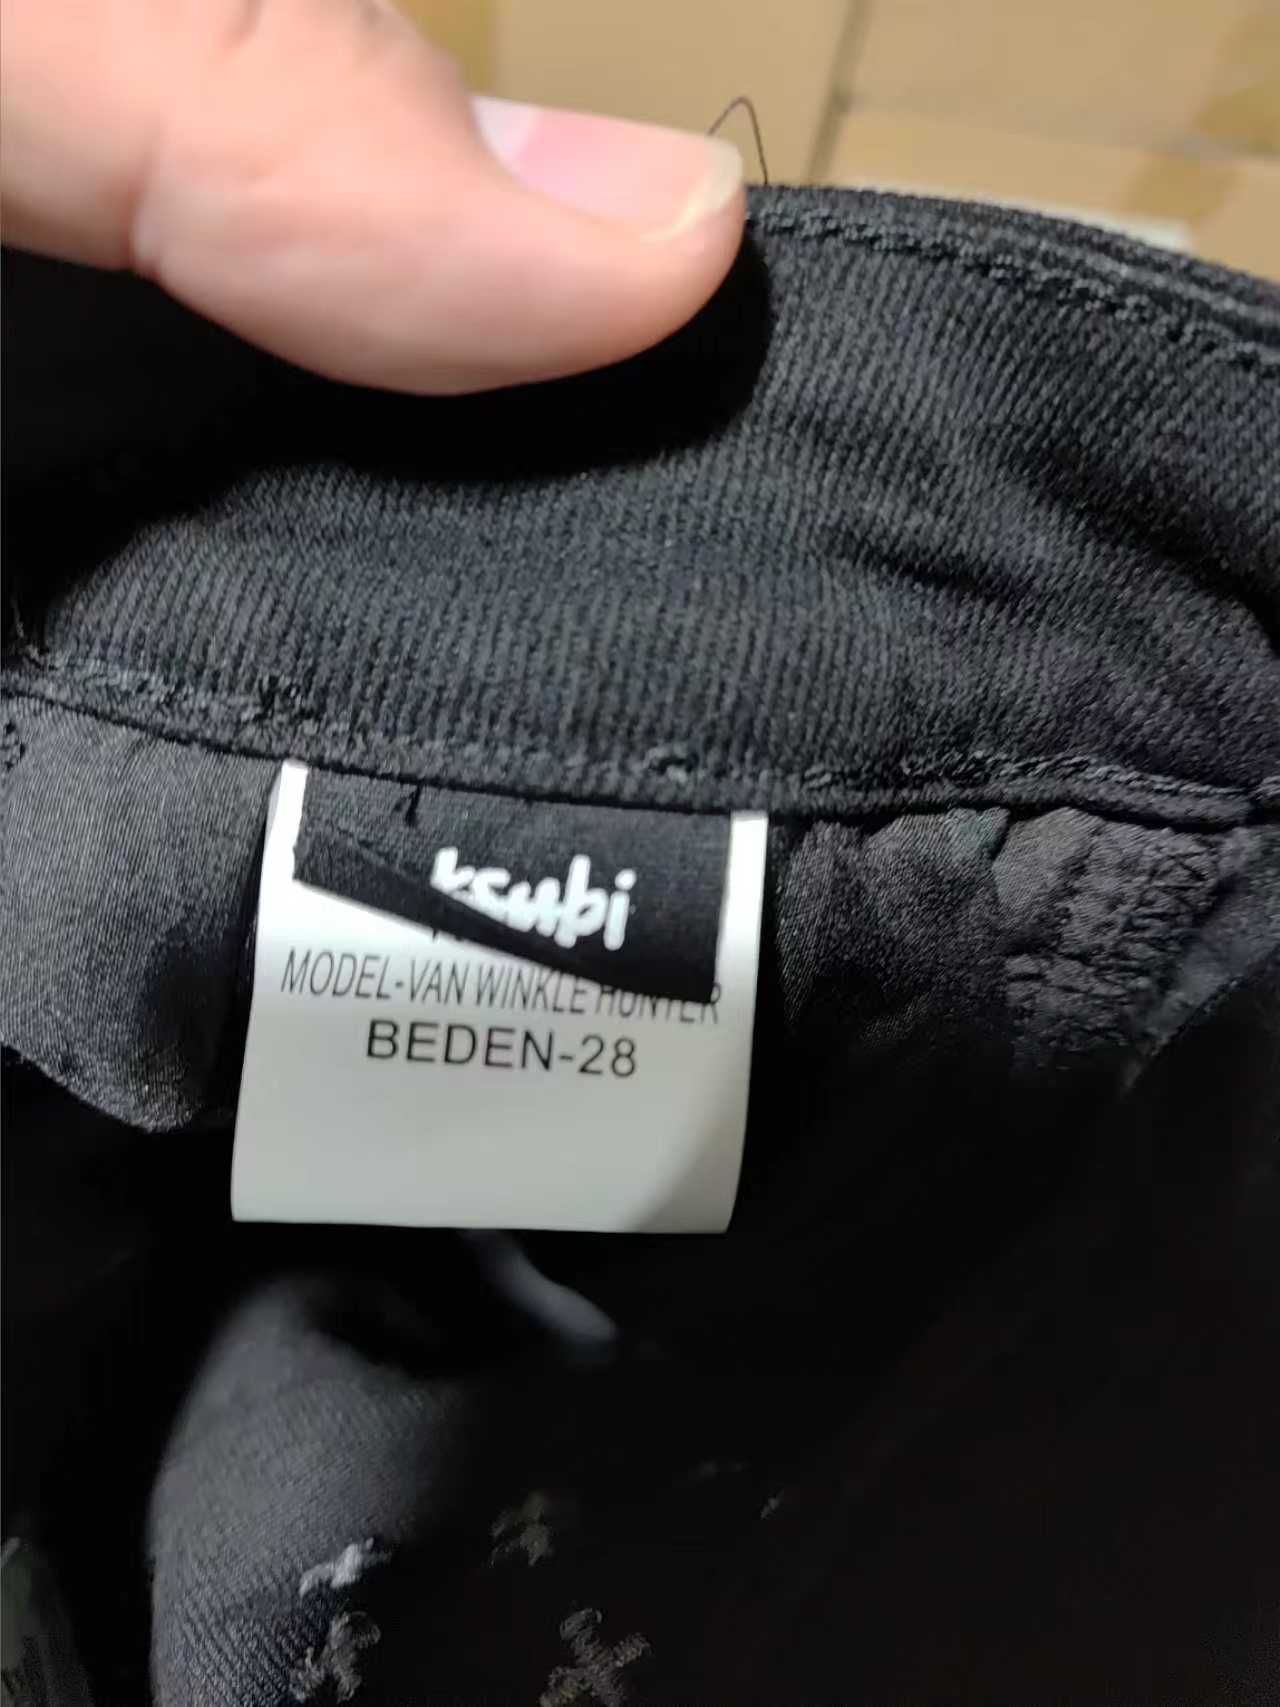 ksubi
MODEL-VAN WINKLE HUNTER
BEDEN-28